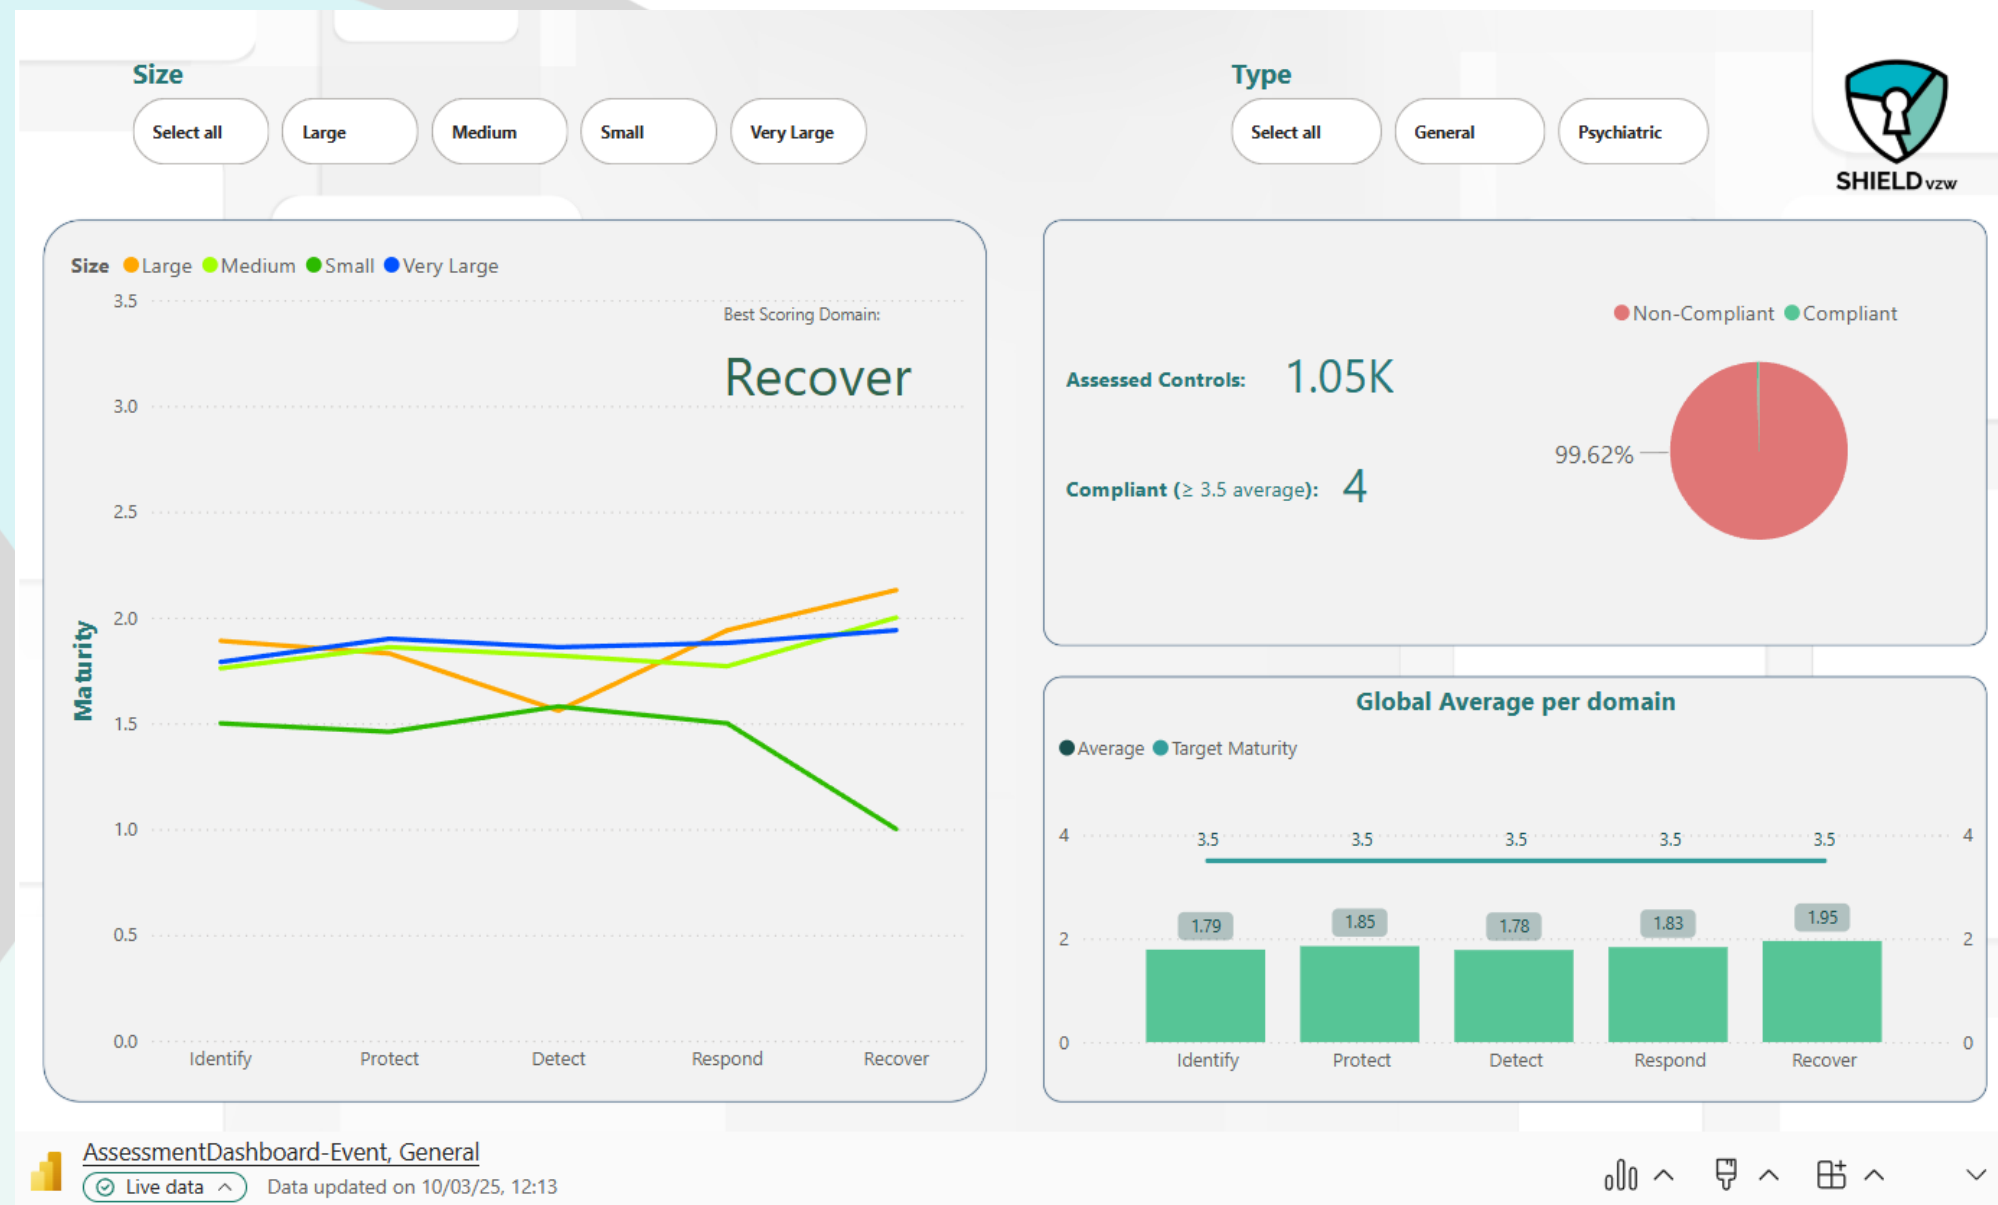 Size
Select all
Large
Medium
Small
Very Large
Type
Select all
General
Psychiatric
SHIELD vzw
Size Large Medium Small Very Large
Best Scoring Domain:
Recover
Maturity
3.5
3.0
2.5
2.0
1.5
1.0
0.5
0.0
Identify Protect Detect Respond Recover
Non-Compliant Compliant
Assessed Controls: 1.05K
Compliant (≥ 3.5 average): 4
99.62%
Global Average per domain
Average Target Maturity
4 3.5 3.5 3.5 3.5 3.5 4
1.79 1.85 1.78 1.83 1.95
2 2
0 0
Identify Protect Detect Respond Recover
AssessmentDashboard-Event, General
Live data Data updated on 10/03/25, 12:13